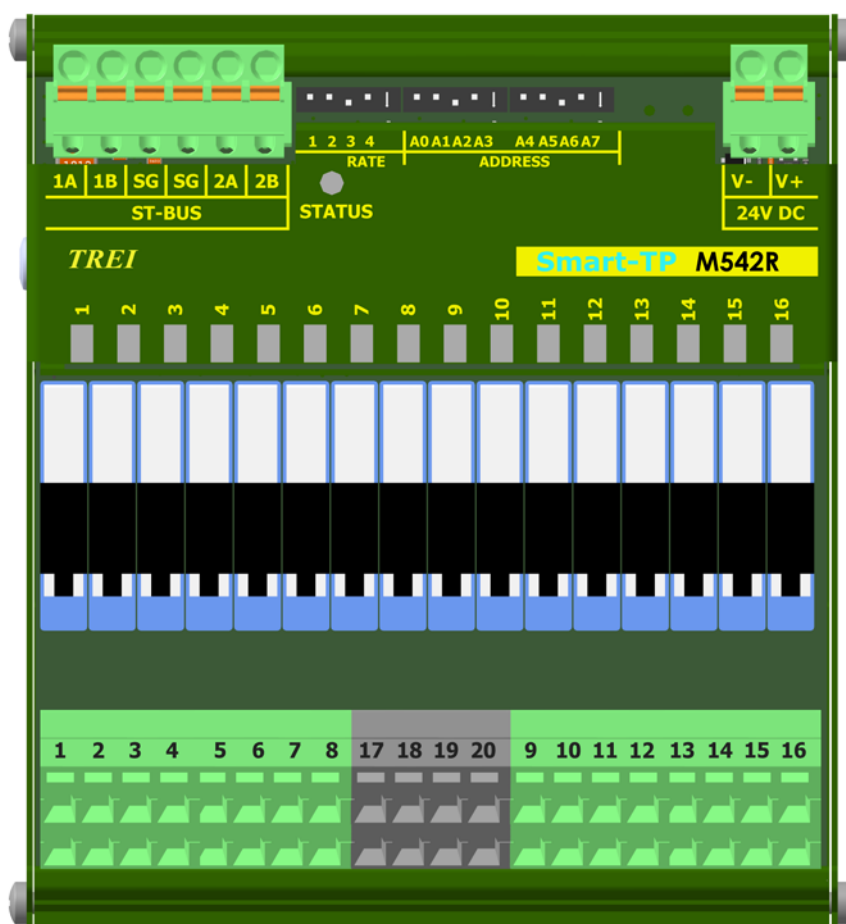 1 2 3 4 A0 A1 A2 A3 A4 A5 A6 A7
RATE ADDRESS
1A 1B SG SG 2A 2B V- V+
ST-BUS STATUS 24V DC
TREI Smart-TP M542R
1 2 3 4 5 6 7 8 9 10 11 12 13 14 15 16
1 2 3 4 5 6 7 8 17 18 19 20 9 10 11 12 13 14 15 16